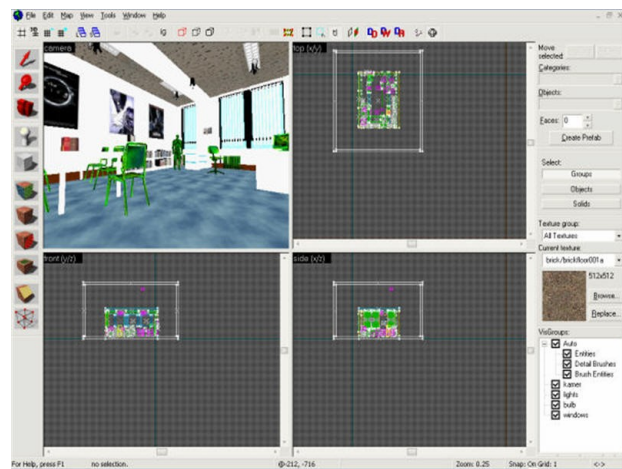 File Edit Map View Tools Window Help
camera
top (x/y)
front (y/z)
side (x/z)
Move
selected:
Categories:
Objects:
Faces: 0
Create Prefab
Select:
Groups
Objects
Solids
Texture group:
All Textures
Current texture:
brick/brickfloor001a
512x512
Browse...
Replace...
VisGroups:
Auto
Entities
Detail Brushes
Brush Entities
kamer
lights
bulb
windows
For Help, press F1 no selection. @-212, -716 Zoom: 0.25 Snap: On Grid: 1 <->